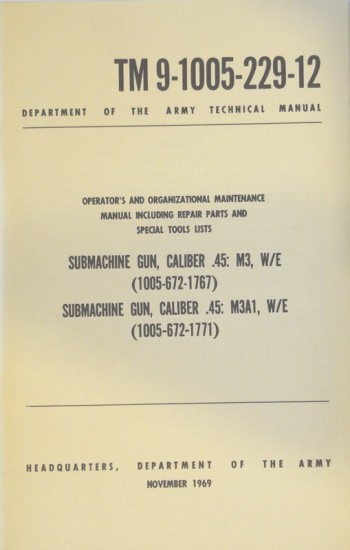 TM 9-1005-229-12
DEPARTMENT OF THE ARMY TECHNICAL MANUAL
OPERATOR'S AND ORGANIZATIONAL MAINTENANCE
MANUAL INCLUDING REPAIR PARTS AND
SPECIAL TOOLS LISTS
SUBMACHINE GUN, CALIBER .45: M3, W/E
(1005-672-1767)
SUBMACHINE GUN, CALIBER .45: M3A1, W/E
(1005-672-1771)
HEADQUARTERS, DEPARTMENT OF THE ARMY
NOVEMBER 1969